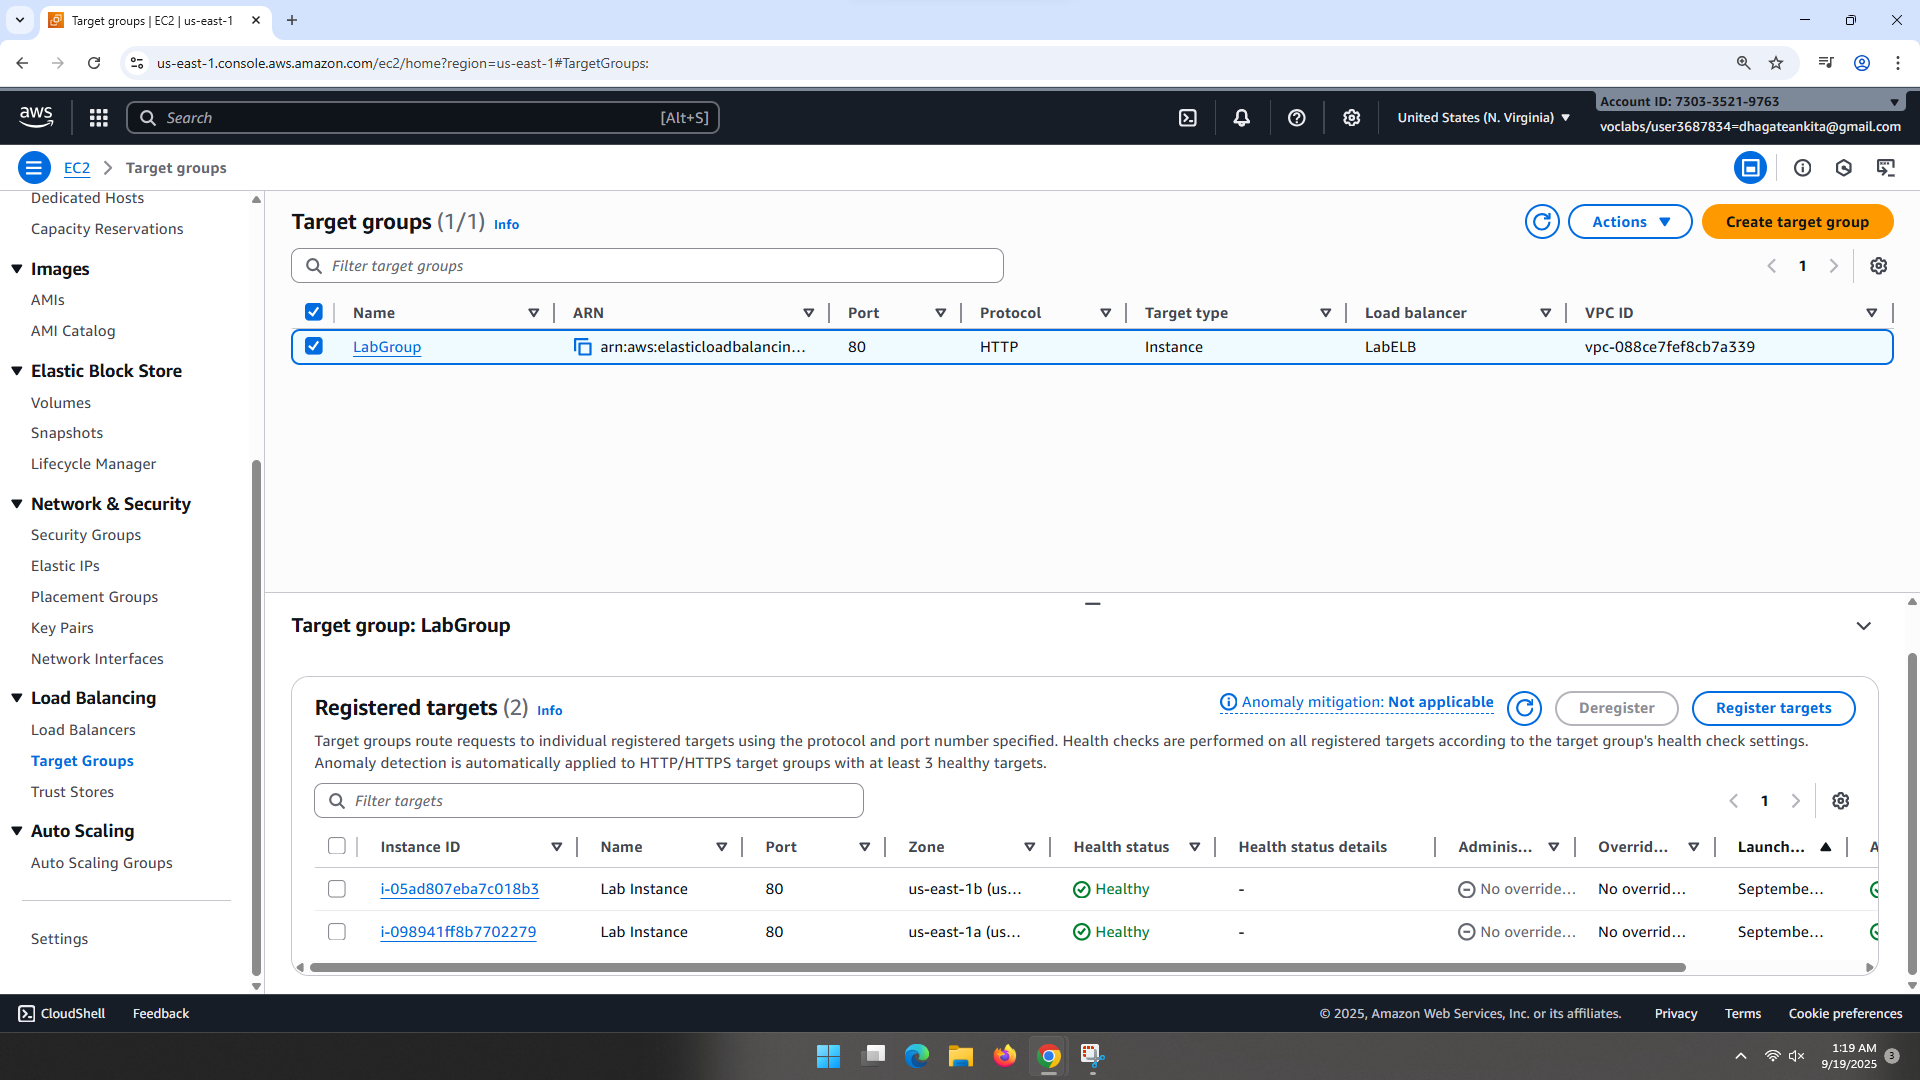 Target groups | EC2 | us-east-1
us-east-1.console.aws.amazon.com/ec2/home?region=us-east-1#TargetGroups:
aws
Search
[Alt+S]
United States (N. Virginia)
Account ID: 7303-3521-9763
voclabs/user3687834=dhagateankita@gmail.com
EC2
Target groups
Dedicated Hosts
Capacity Reservations
Images
AMIs
AMI Catalog
Elastic Block Store
Volumes
Snapshots
Lifecycle Manager
Network & Security
Security Groups
Elastic IPs
Placement Groups
Key Pairs
Network Interfaces
Load Balancing
Load Balancers
Target Groups
Trust Stores
Auto Scaling
Auto Scaling Groups
Settings
Target groups (1/1) Info
Actions
Create target group
Filter target groups
1
Name ARN Port Protocol Target type Load balancer VPC ID
LabGroup arn:aws:elasticloadbalancin... 80 HTTP Instance LabELB vpc-088ce7fef8cb7a339
Target group: LabGroup
Registered targets (2) Info
Anomaly mitigation: Not applicable
Deregister
Register targets
Target groups route requests to individual registered targets using the protocol and port number specified. Health checks are performed on all registered targets according to the target group's health check settings.
Anomaly detection is automatically applied to HTTP/HTTPS target groups with at least 3 healthy targets.
Filter targets
1
Instance ID Name Port Zone Health status Health status details Adminis... Overrid... Launch... A
i-05ad807eba7c018b3 Lab Instance 80 us-east-1b (us... Healthy - No override... No overrid... Septembe...
i-098941ff8b7702279 Lab Instance 80 us-east-1a (us... Healthy - No override... No overrid... Septembe...
CloudShell
Feedback
© 2025, Amazon Web Services, Inc. or its affiliates.
Privacy
Terms
Cookie preferences
1:19 AM
9/19/2025
3